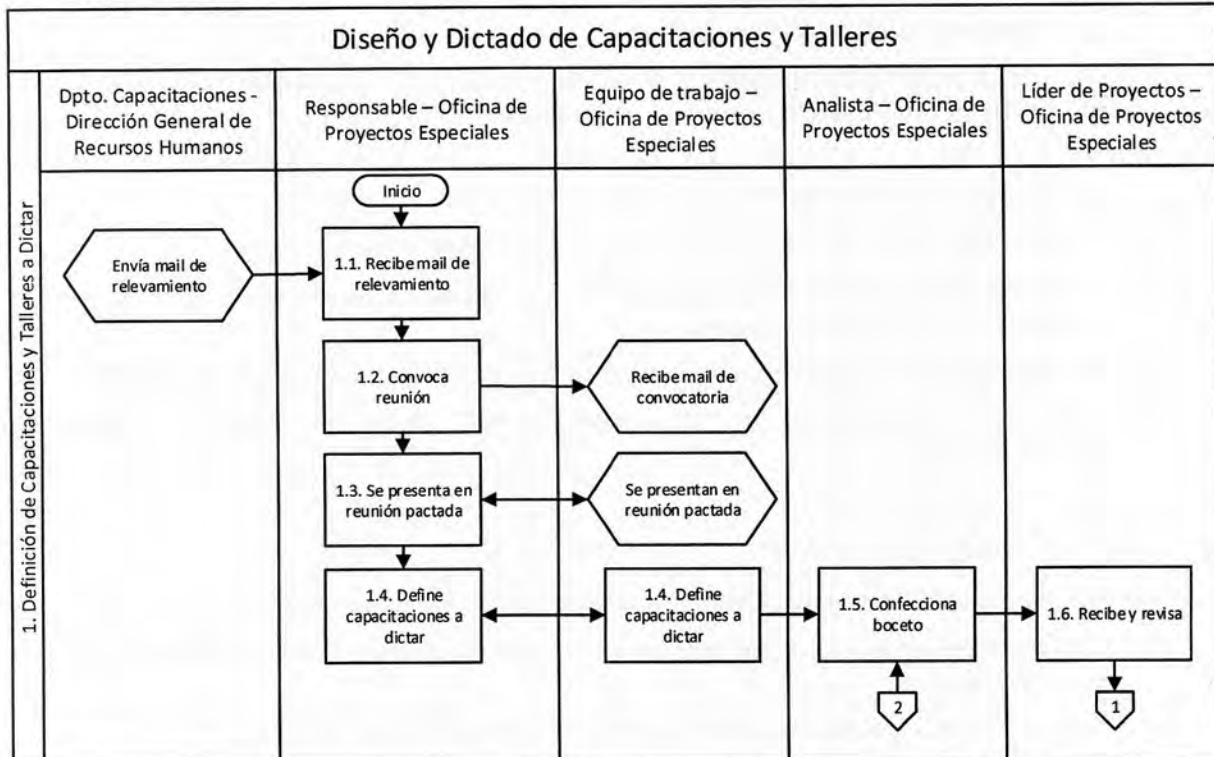 Diseño y Dictado de Capacitaciones y Talleres
Dpto. Capacitaciones -
Dirección General de
Recursos Humanos
Responsable – Oficina de
Proyectos Especiales
Equipo de trabajo –
Oficina de Proyectos
Especiales
Analista – Oficina de
Proyectos Especiales
Líder de Proyectos –
Oficina de Proyectos
Especiales
1. Definición de Capacitaciones y Talleres a Dictar
Inicio
Envía mail de
relevamiento
1.1. Recibe mail de
relevamiento
1.2. Convoca
reunión
Recibe mail de
convocatoria
1.3. Se presenta en
reunión pactada
Se presentan en
reunión pactada
1.4. Define
capacitaciones a
dictar
1.4. Define
capacitaciones a
dictar
1.5. Confecciona
boceto
1.6. Recibe y revisa
2
1